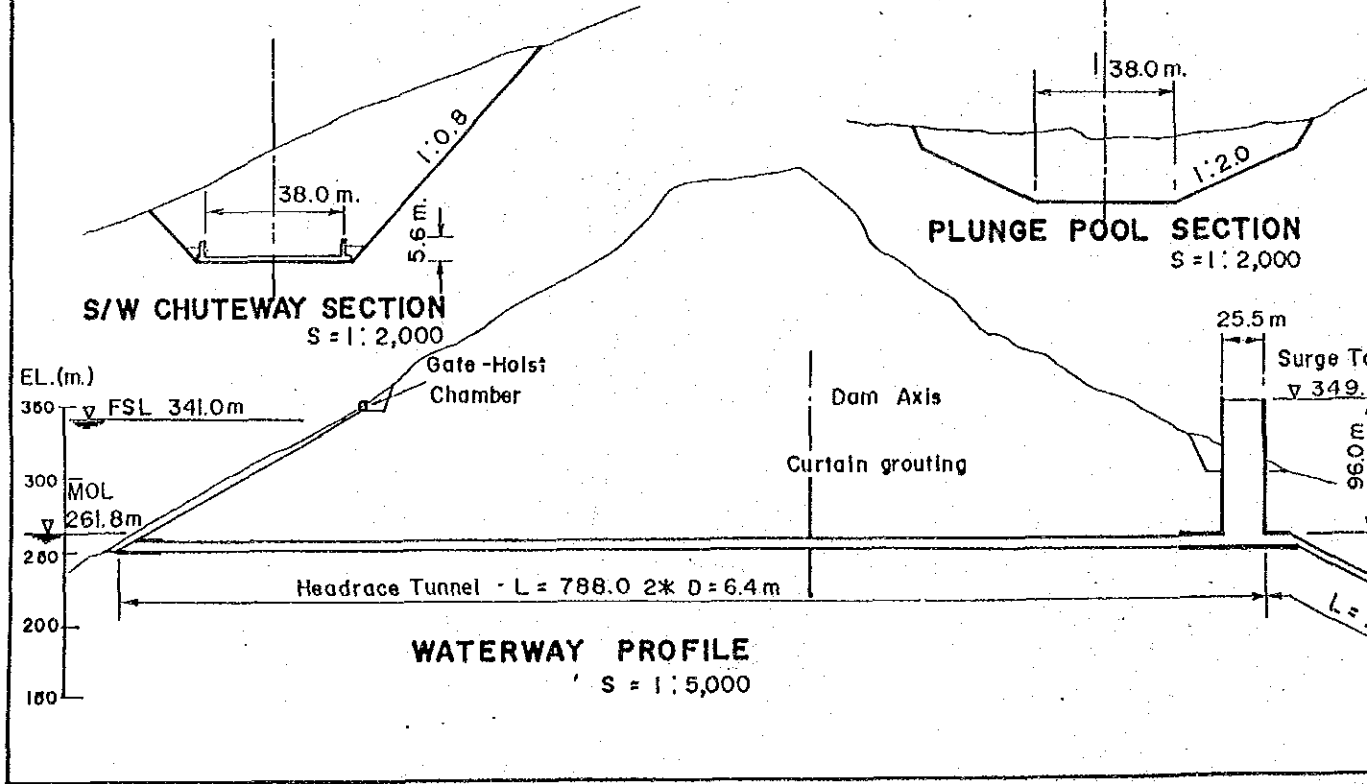 38.0 m.
1:0.8
5.6 m.
S/W CHUTEWAY SECTION
S = 1 : 2,000
38.0 m.
1:2.0
PLUNGE POOL SECTION
S = 1 : 2,000
EL.(m.)
350
FSL 341.0m
300
MOL
261.8m
250
200
150
Gate-Hoist
Chamber
Dam Axis
Curtain grouting
25.5 m
Surge
349.
96.0 m
Headrace Tunnel - L = 788.0 2* D = 6.4 m
L =
WATERWAY PROFILE
S = 1 : 5,000